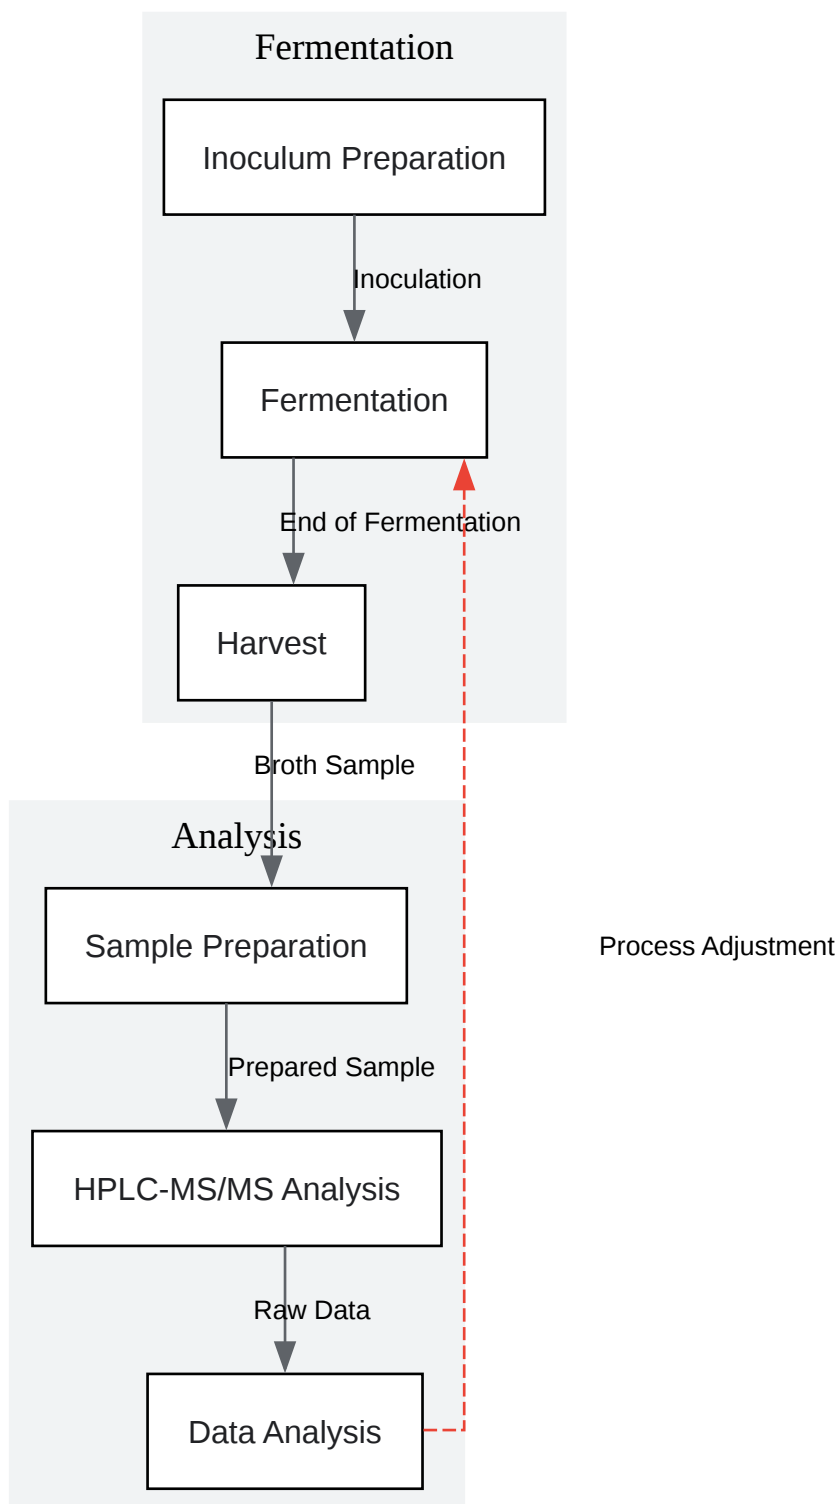 Fermentation
Inoculum Preparation
Inoculation
Fermentation
End of Fermentation
Harvest
Broth Sample
Analysis
Sample Preparation
Process Adjustment
Prepared Sample
HPLC-MS/MS Analysis
Raw Data
Data Analysis